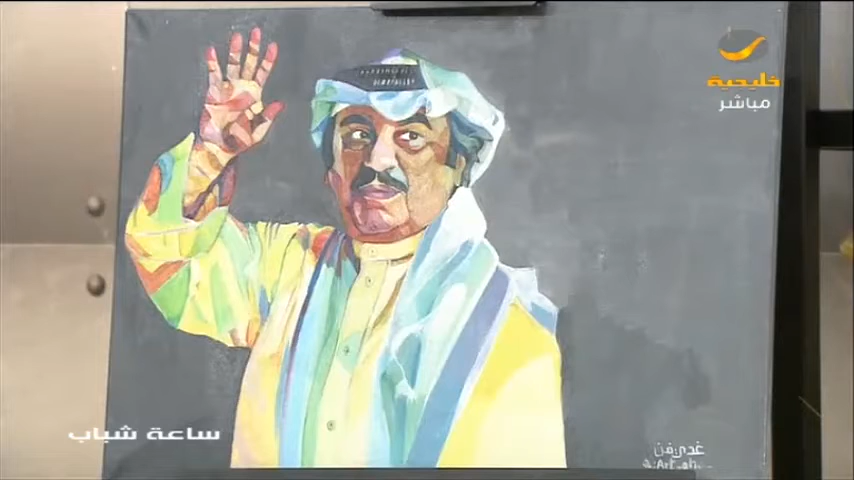 خليجية
مباشر
ساعة شباب
غدي فن